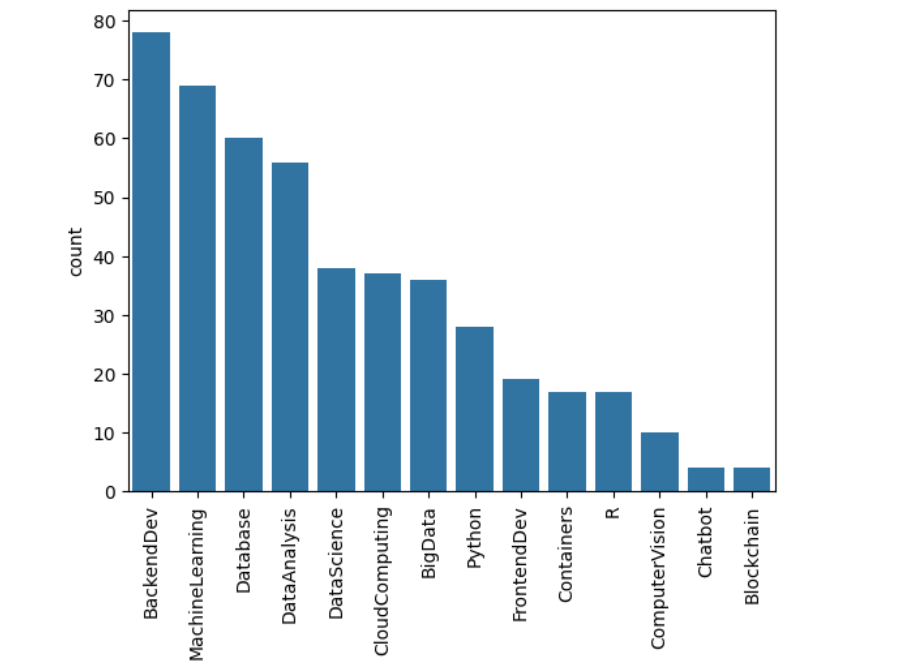 80
70
60
50
40
30
20
10
0
count
BackendDev
MachineLearning
Database
DataAnalysis
DataScience
CloudComputing
BigData
Python
FrontendDev
Containers
R
ComputerVision
Chatbot
Blockchain